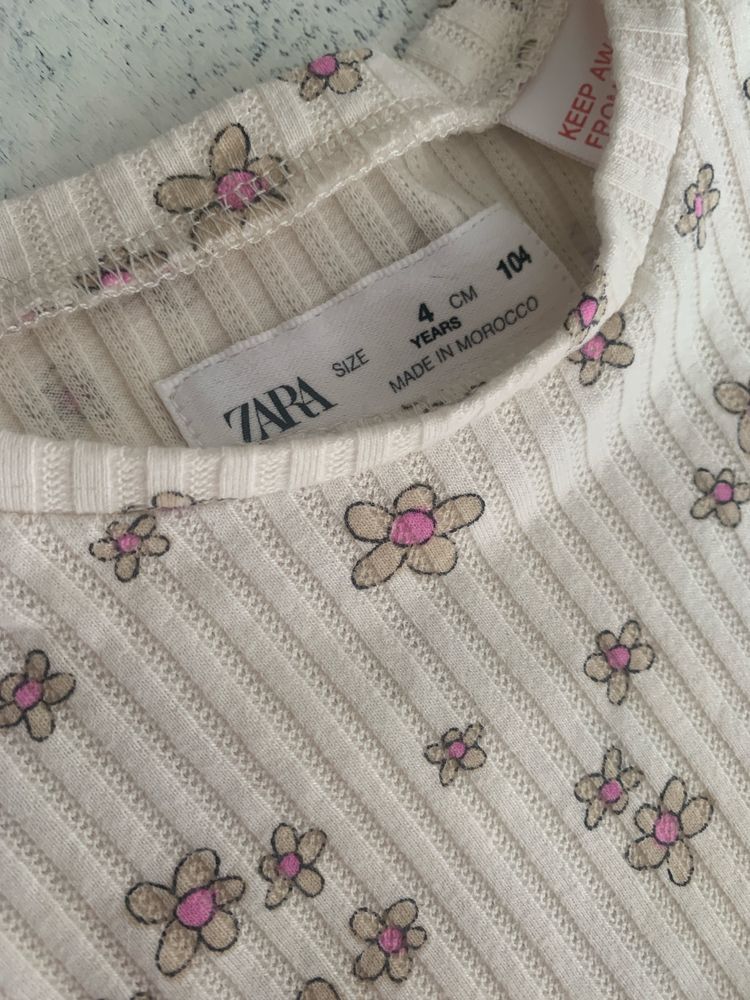 KEEP AW
FRO
ZARA
SIZE
4 CM 104
YEARS
MADE IN MOROCCO